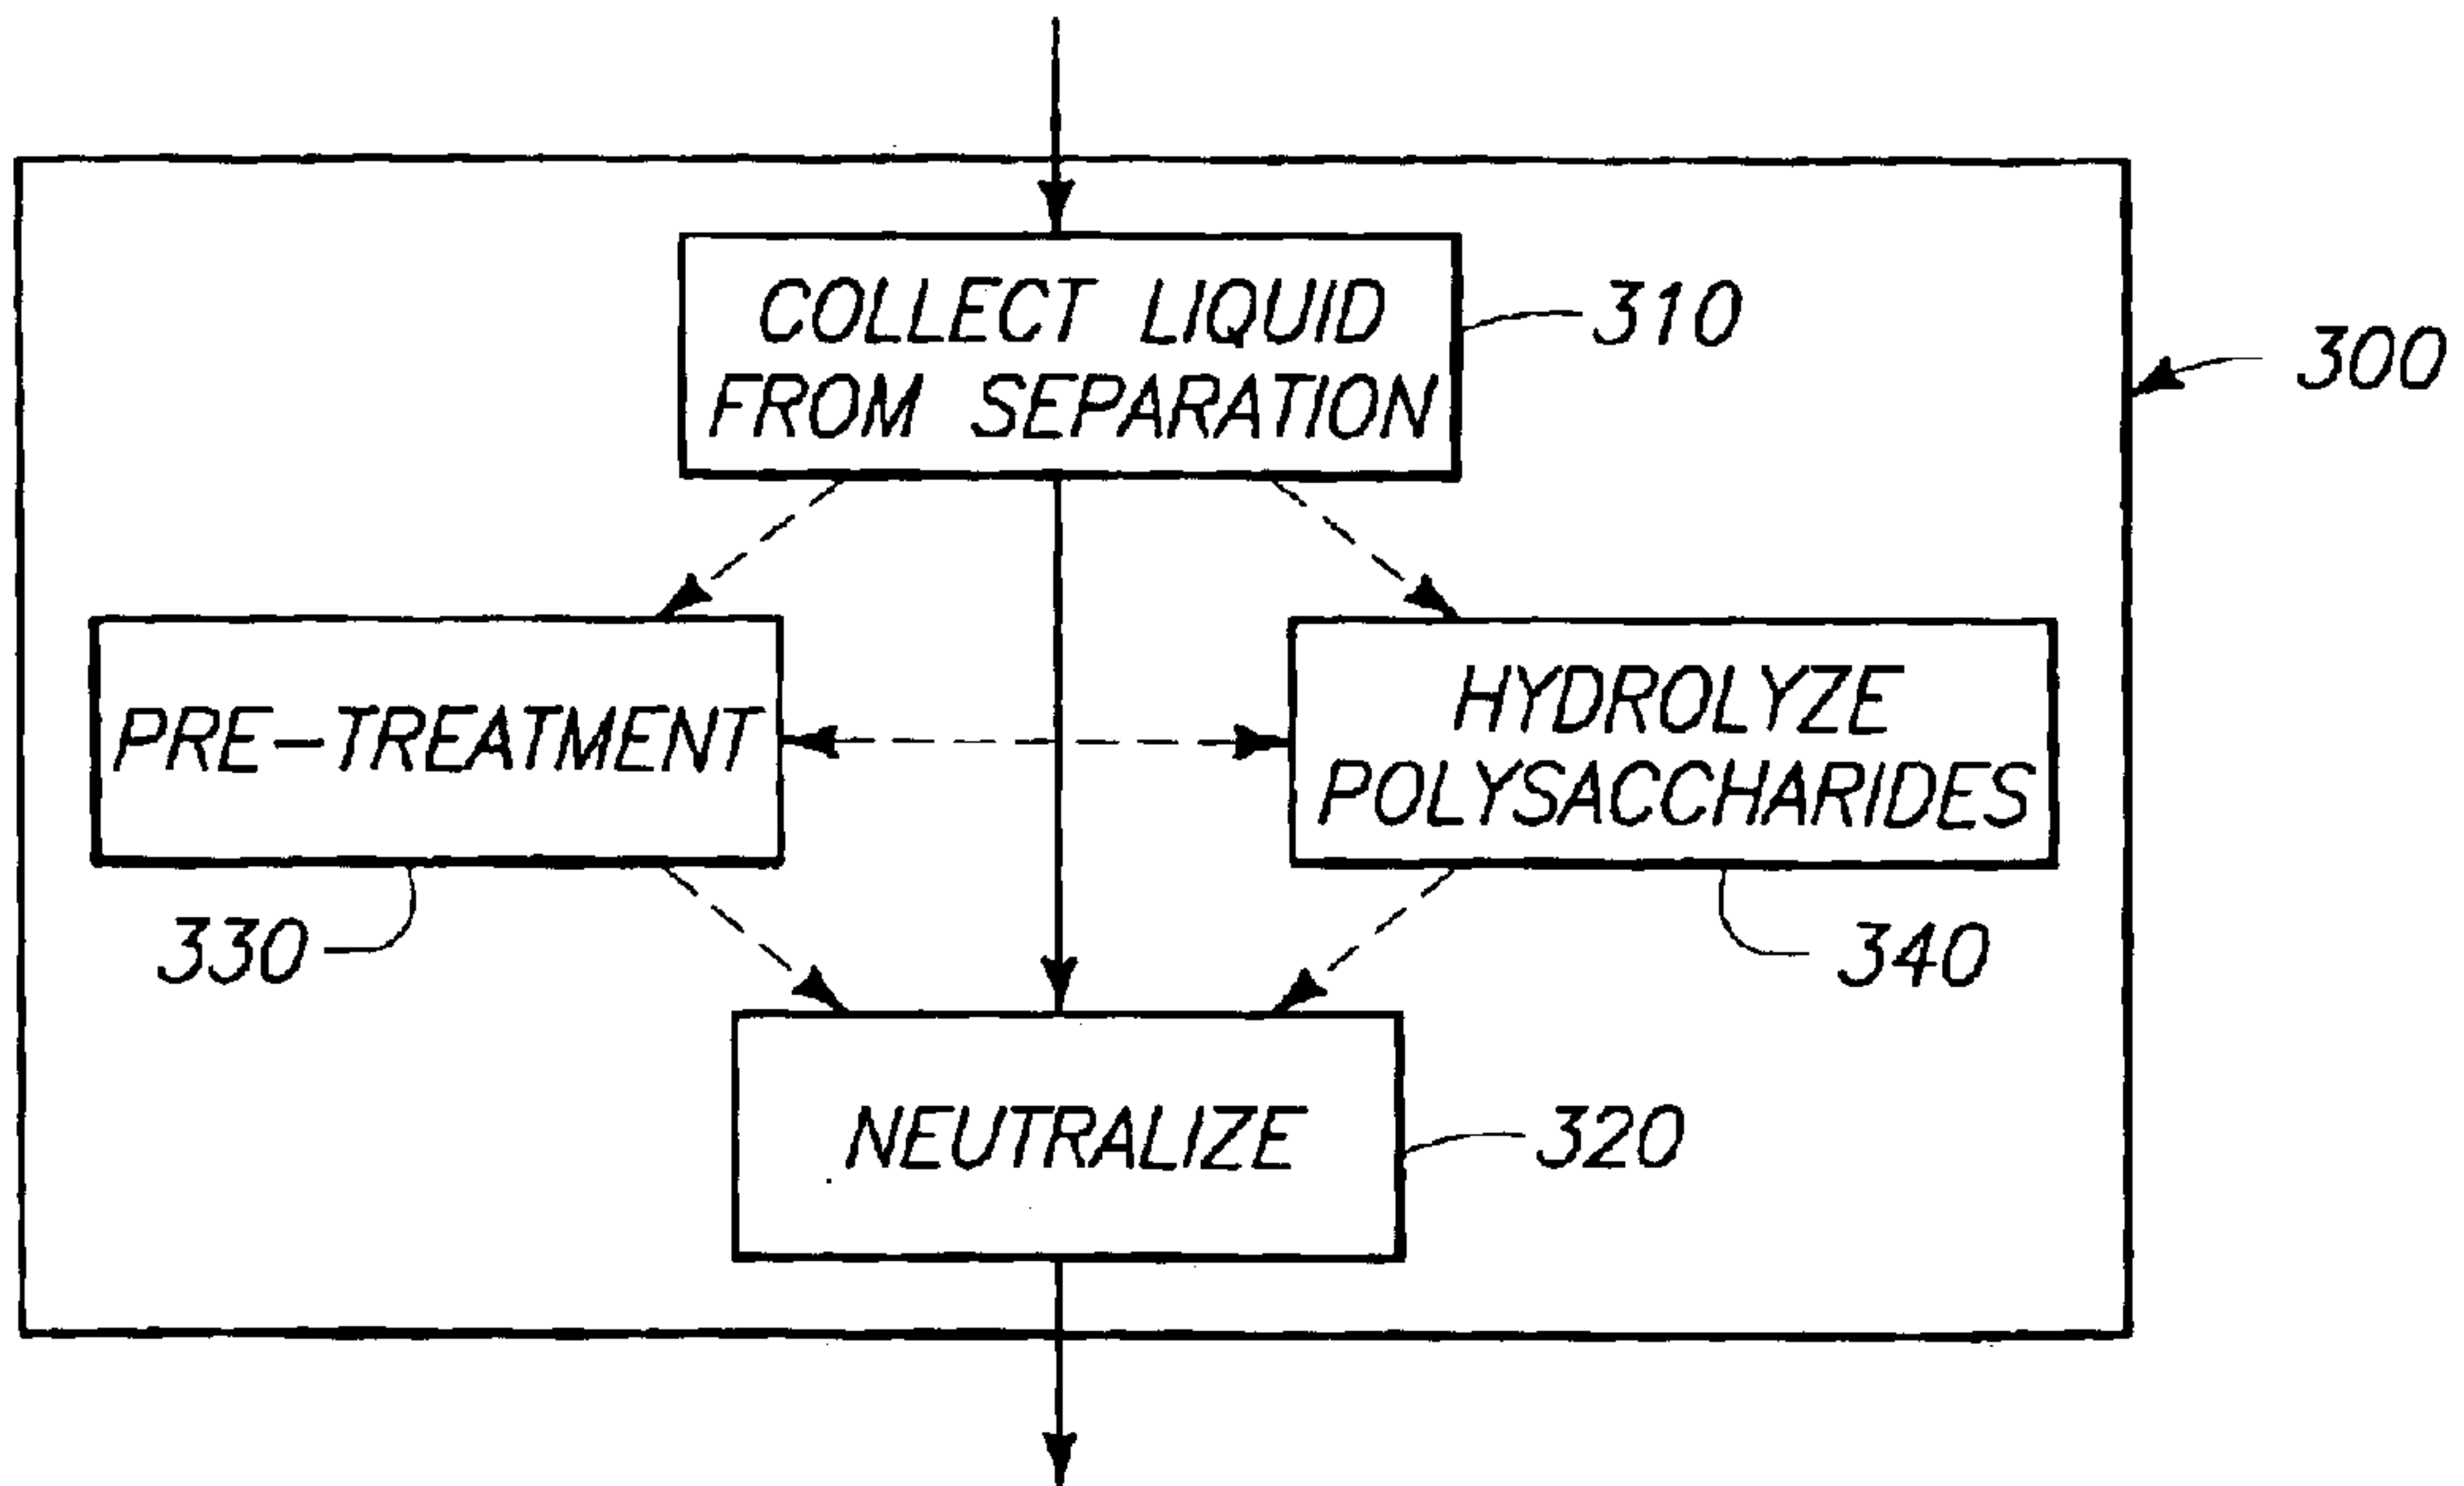 COLLECT LIQUID
FROM SEPARATION
310
300
PRE-TREATMENT
HYDROLYZE
POLYSACCHARIDES
330
340
NEUTRALIZE
320